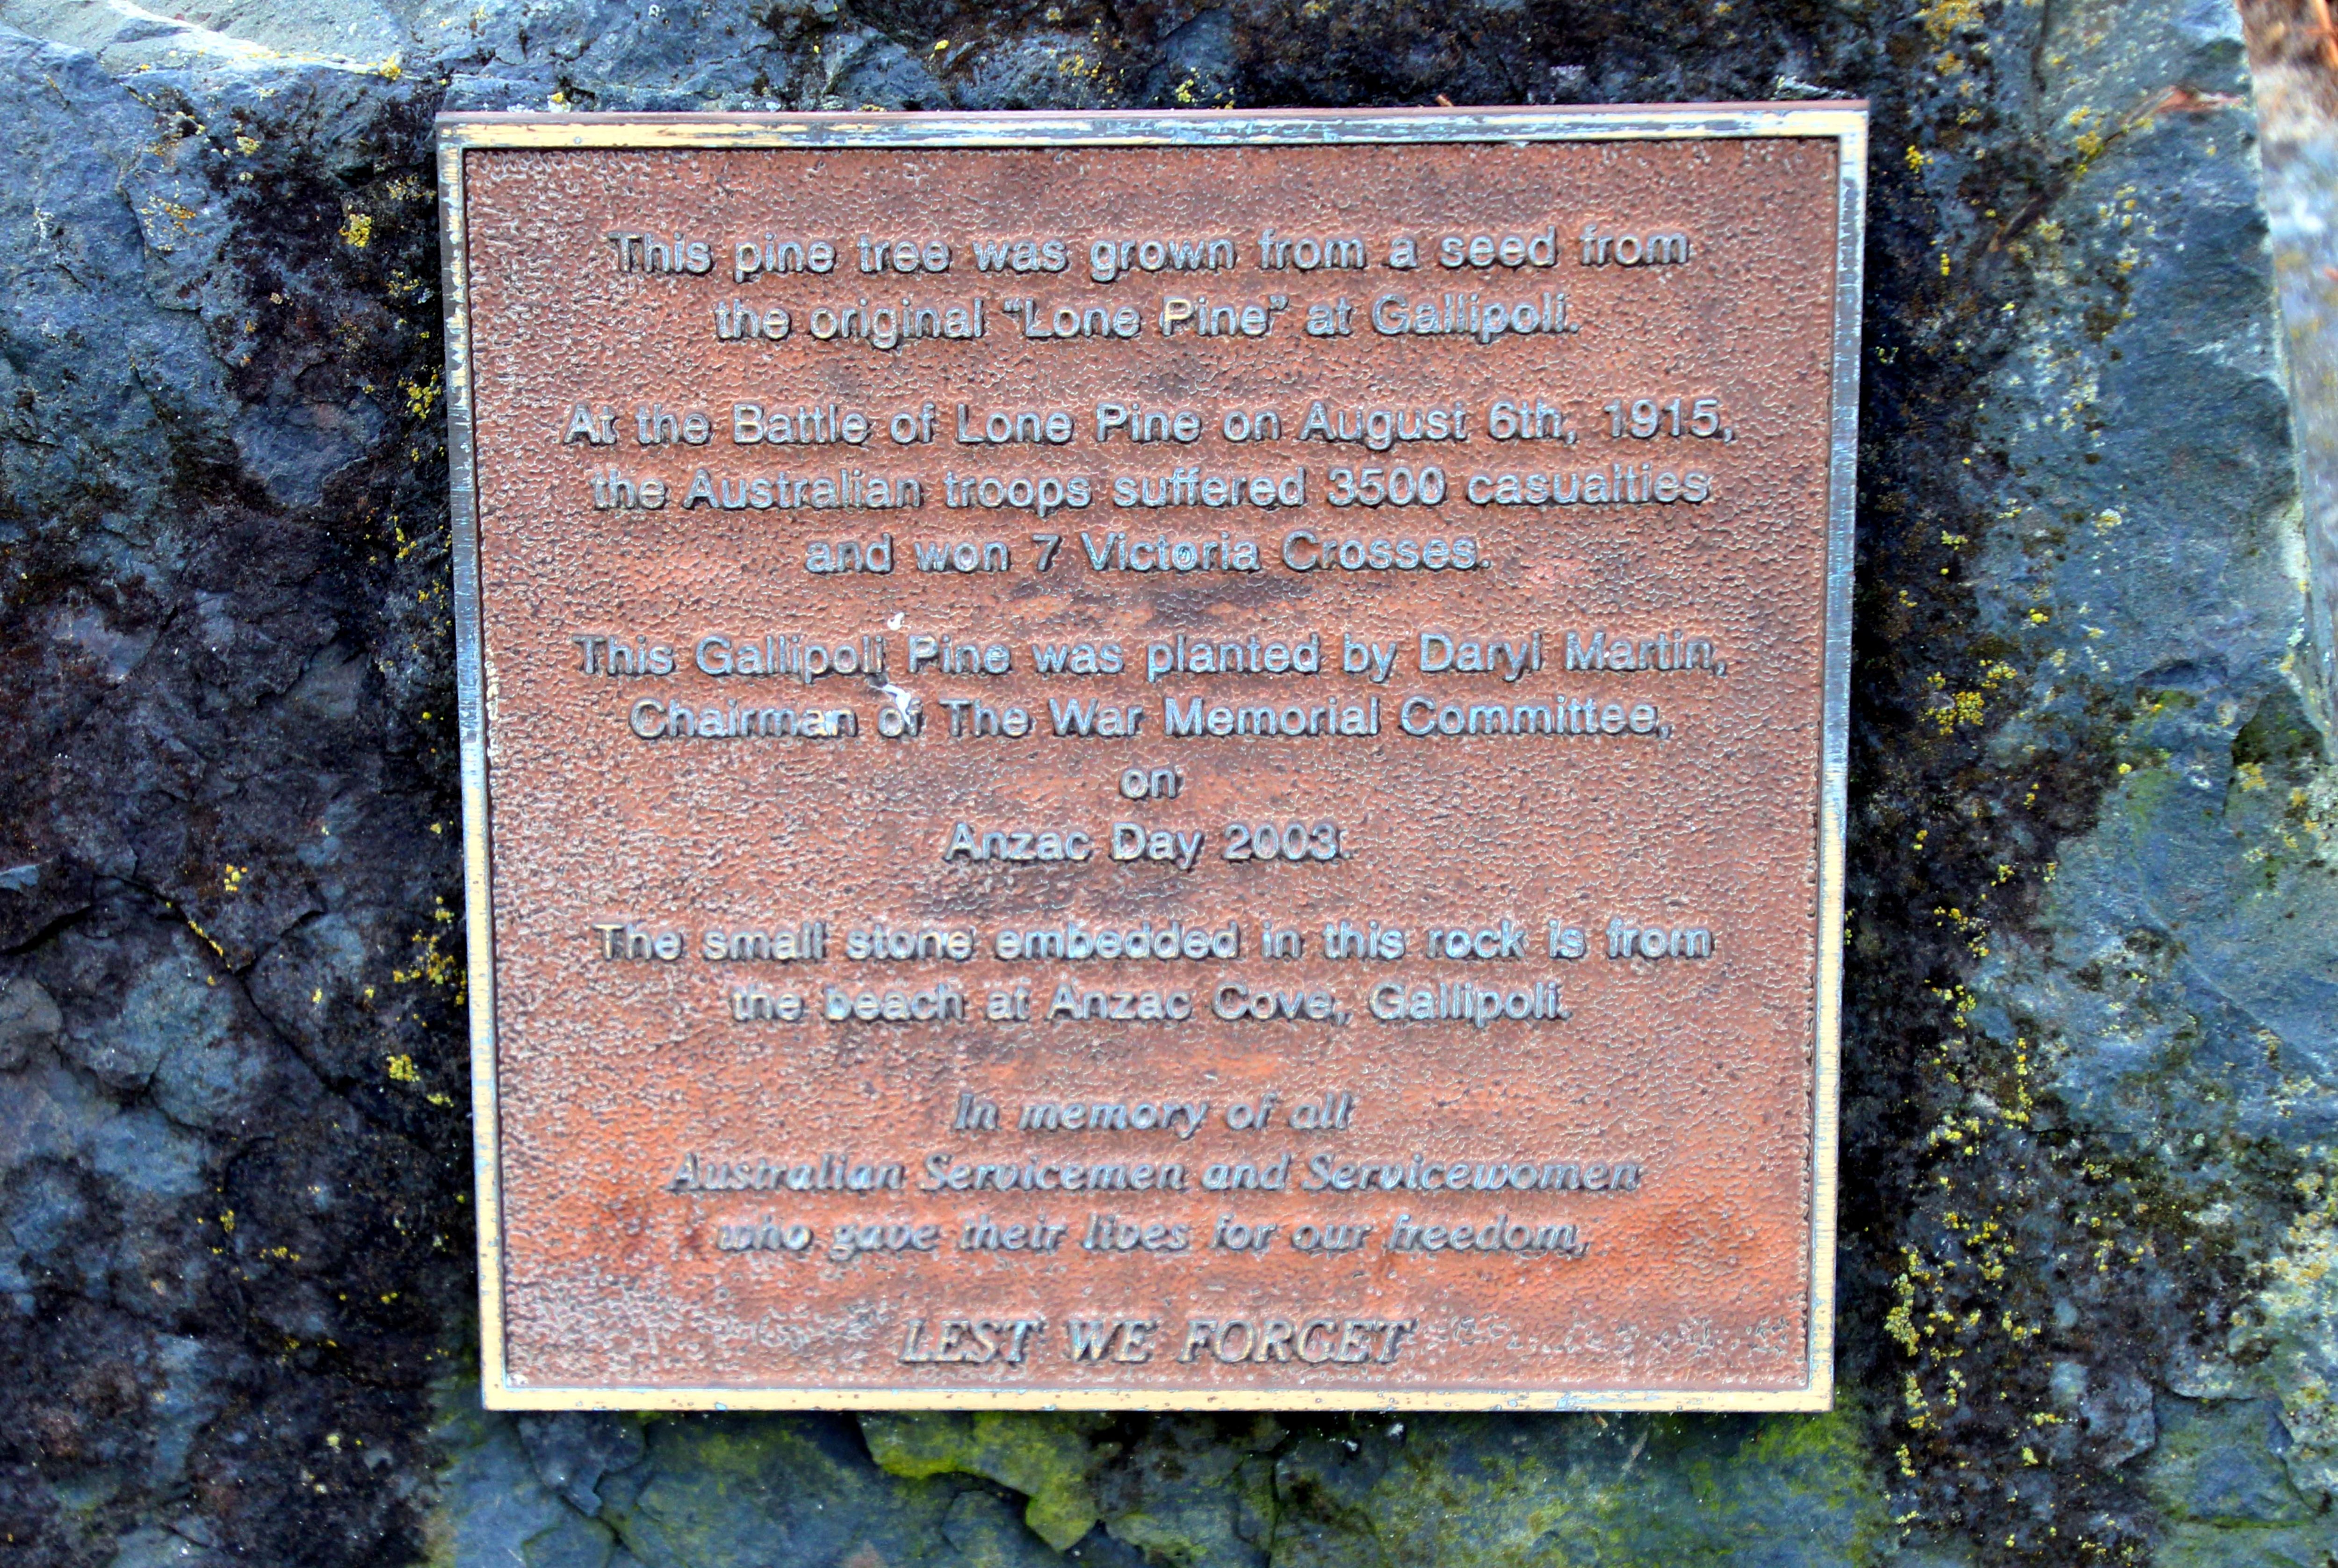 This pine tree was grown from a seed from
the original "Lone Pine" at Gallipoli.
At the Battle of Lone Pine on August 6th, 1915,
the Australian troops suffered 3500 casualties
and won 7 Victoria Crosses.
This Gallipoli Pine was planted by Daryl Martin,
Chairman of The War Memorial Committee,
on
Anzac Day 2003.
The small stone embedded in this rock is from
the beach at Anzac Cove, Gallipoli.
In memory of all
Australian Servicemen and Servicewomen
who gave their lives for our freedom,
LEST WE FORGET